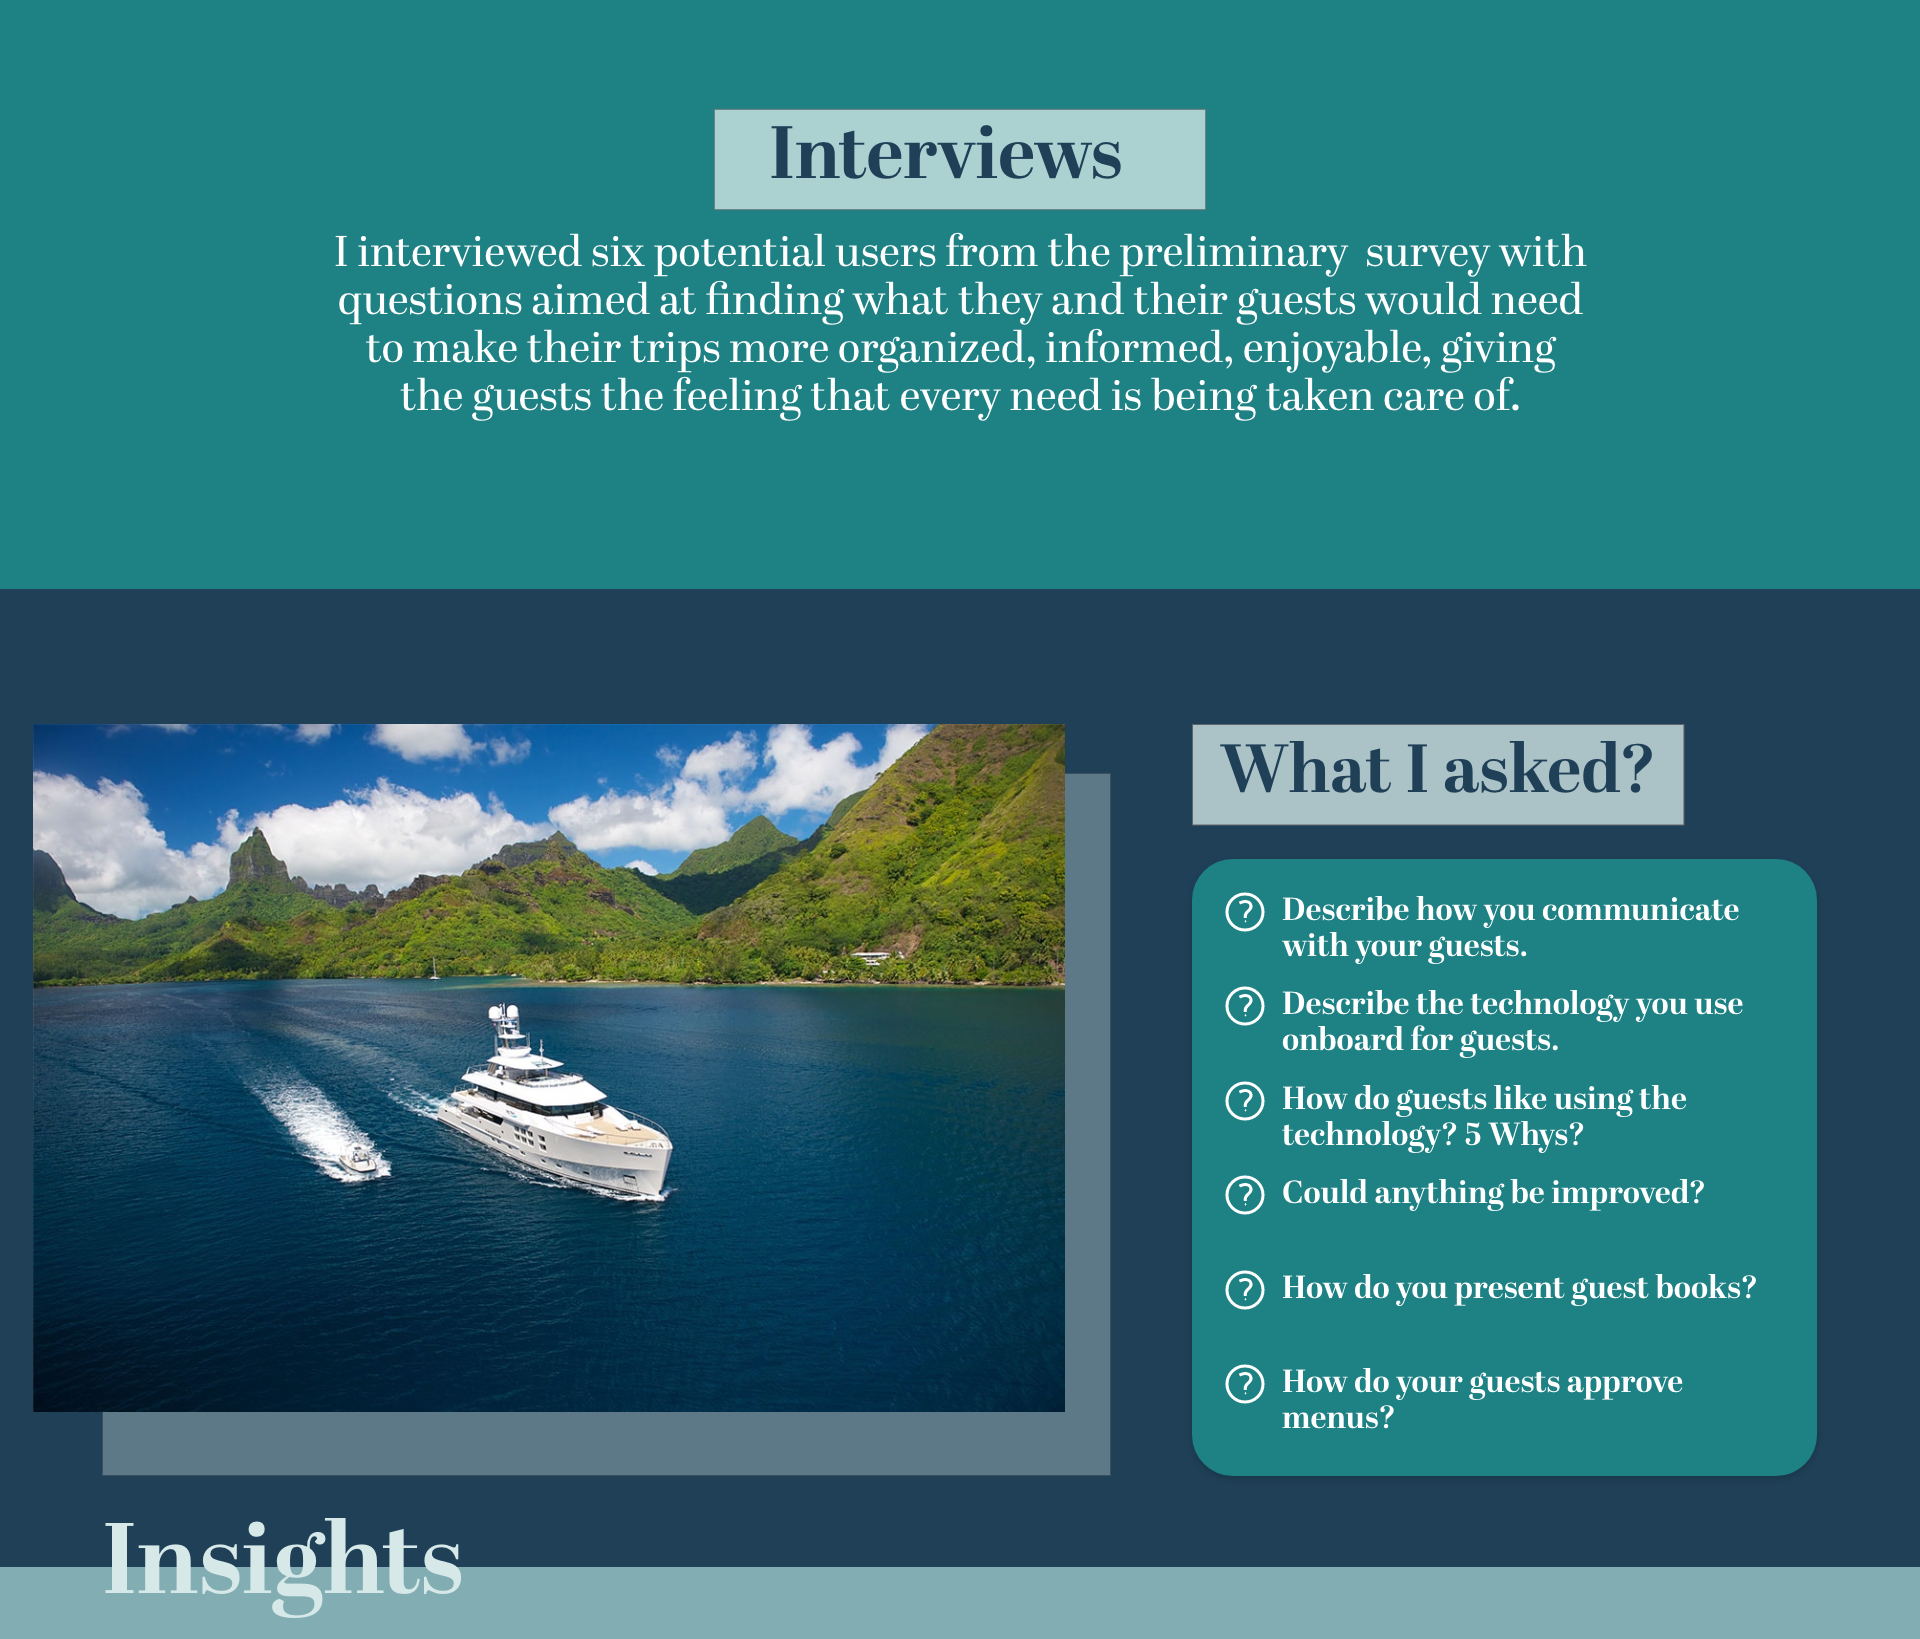 Interviews
I interviewed six potential users from the preliminary  survey with
questions aimed at finding what they and their guests would need
to make their trips more organized, informed, enjoyable, giving
the guests the feeling that every need is being taken care of.
What I asked?
Describe how you communicate
with your guests.
Describe the technology you use
onboard for guests.
How do guests like using the
technology? 5 Whys?
Could anything be improved?
How do you present guest books?
How do your guests approve
menus?
Insights